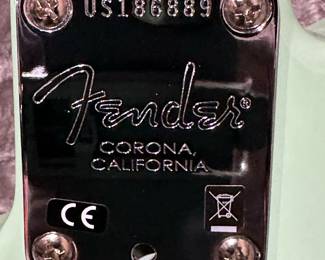 US186889
Fender®
CORONA,
CALIFORNIA
CE